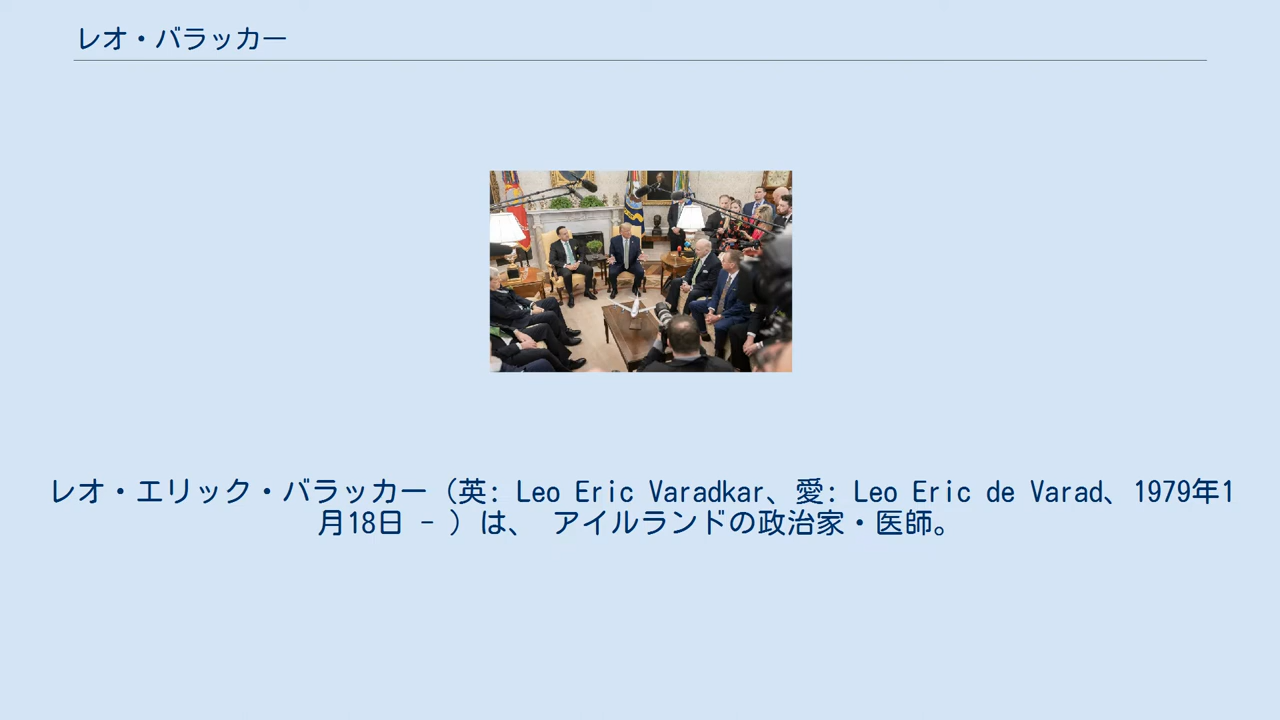 レオ・バラッカー
レオ・エリック・バラッカー（英: Leo Eric Varadkar、愛: Leo Eric de Varad、1979年1
月18日 - ）は、 アイルランドの政治家・医師。